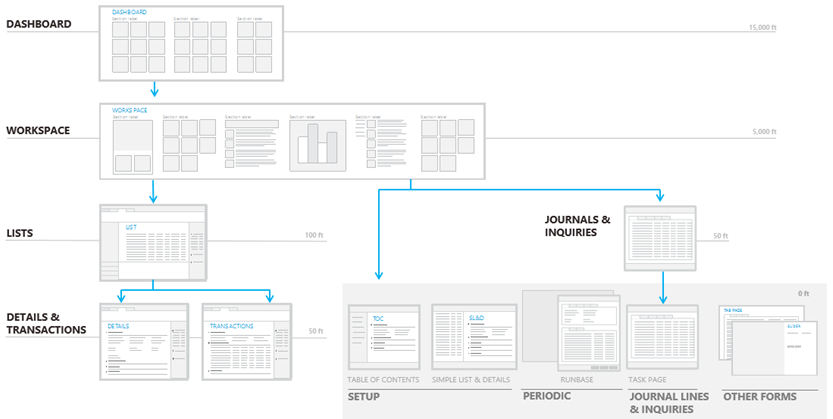 DASHBOARD
DASHBOARD
Section label Section label Section label
15,000 ft
WORKSPACE
WORKSPACE
Section label Section label Section label Section label Section label Section label
5,000 ft
LISTS
LIST
100 ft
JOURNALS &
INQUIRIES
50 ft
0 ft
DETAILS &
TRANSACTIONS
DETAILS
TRANSACTIONS
50 ft
TOC
SL&D
TASK PAGE
SLIDER
TABLE OF CONTENTS
SIMPLE LIST & DETAILS
RUNBASE
TASK PAGE
SETUP
PERIODIC
JOURNAL LINES
& INQUIRIES
OTHER FORMS